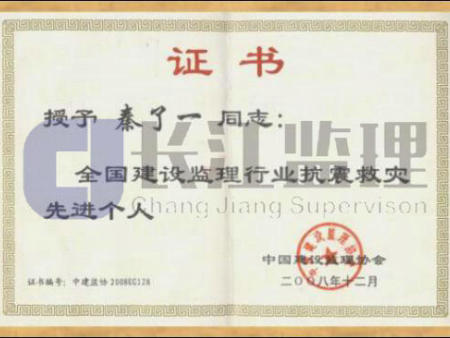 证书
授予 秦了一 同志：
全国建设监理行业抗震救灾
先进个人
长江监理
Chang Jiang Supervison
中国建设监理协会
二〇〇八年十二月
证书编号：中建监协2008EG128